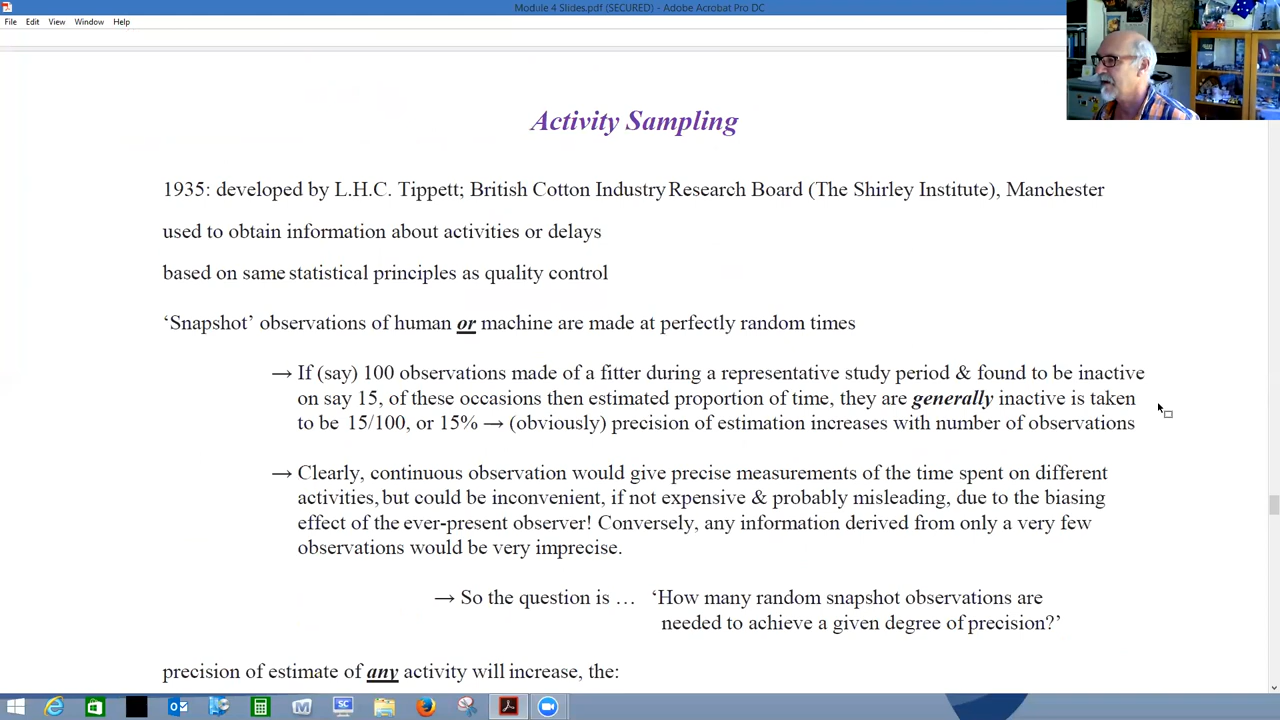 Module 4 Slides.pdf (SECURED) - Adobe Acrobat Pro DC
File Edit View Window Help
Activity Sampling
1935: developed by L.H.C. Tippett; British Cotton Industry Research Board (The Shirley Institute), Manchester
used to obtain information about activities or delays
based on same statistical principles as quality control
‘Snapshot’ observations of human or machine are made at perfectly random times
→ If (say) 100 observations made of a fitter during a representative study period & found to be inactive
on say 15, of these occasions then estimated proportion of time, they are generally inactive is taken
to be 15/100, or 15% → (obviously) precision of estimation increases with number of observations
→ Clearly, continuous observation would give precise measurements of the time spent on different
activities, but could be inconvenient, if not expensive & probably misleading, due to the biasing
effect of the ever-present observer! Conversely, any information derived from only a very few
observations would be very imprecise.
→ So the question is … ‘How many random snapshot observations are
needed to achieve a given degree of precision?’
precision of estimate of any activity will increase, the: